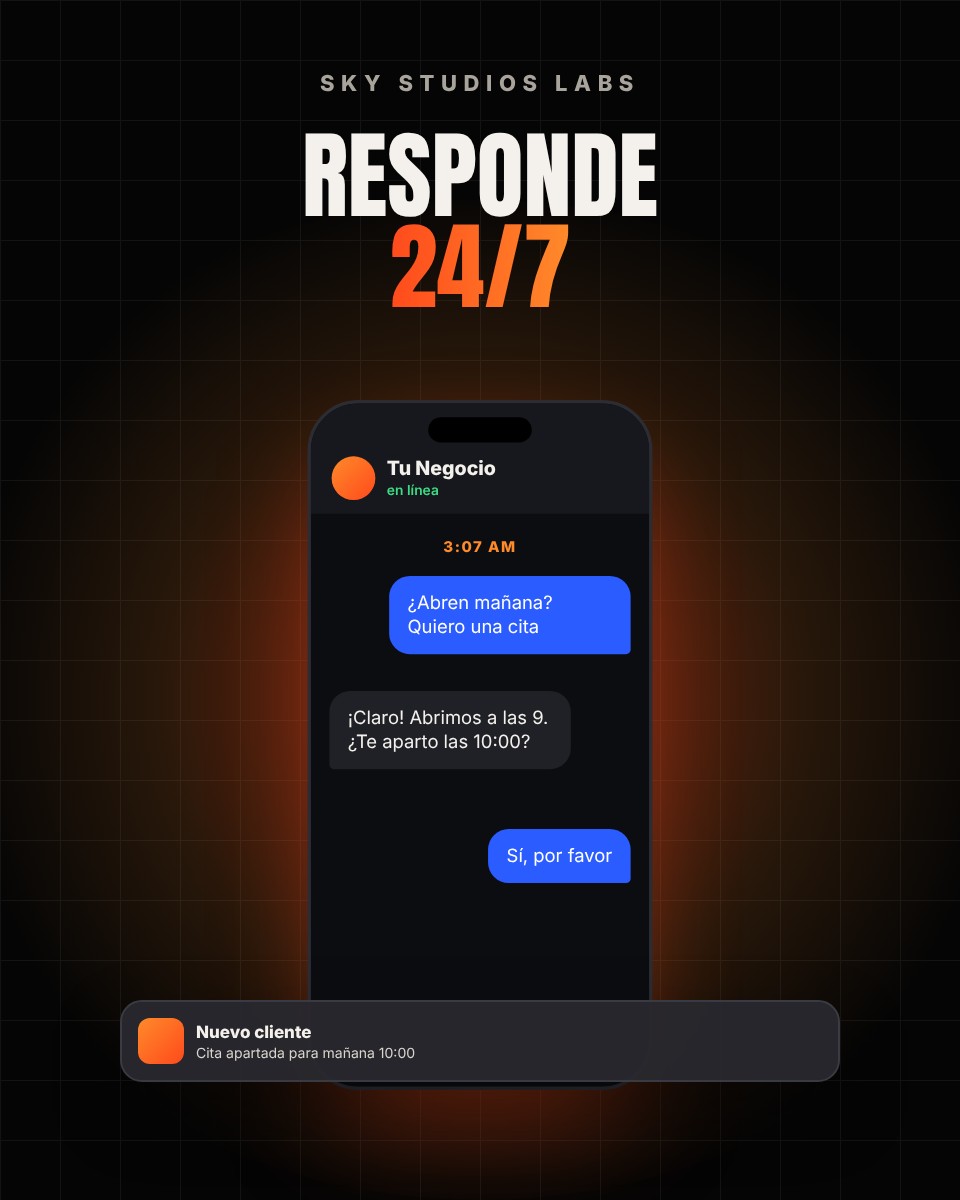 SKY STUDIOS LABS
RESPONDE
24/7
Tu Negocio
en línea
3:07 AM
¿Abren mañana?
Quiero una cita
¡Claro! Abrimos a las 9.
¿Te aparto las 10:00?
Sí, por favor
Nuevo cliente
Cita apartada para mañana 10:00